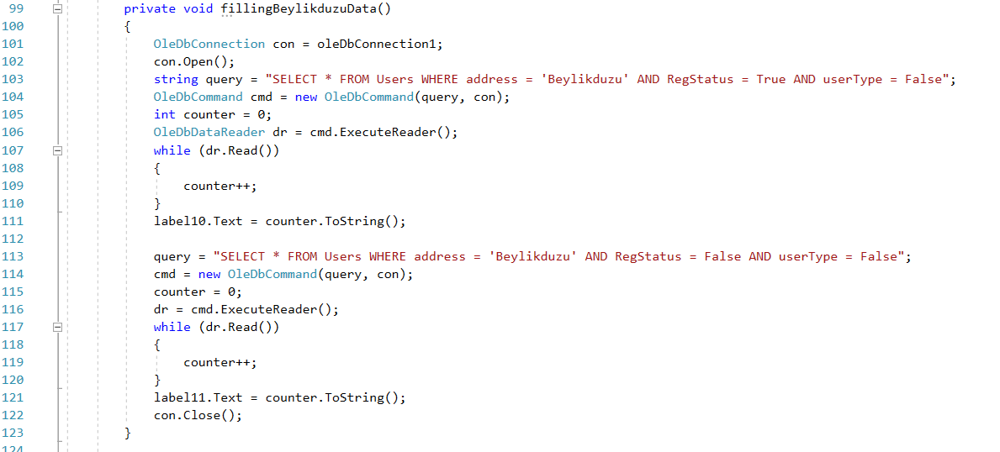 99 private void fillingBeylikduzuData()
100 {
101 OleDbConnection con = oleDbConnection1;
102 con.Open();
103 string query = "SELECT * FROM Users WHERE address = 'Beylikduzu' AND RegStatus = True AND userType = False";
104 OleDbCommand cmd = new OleDbCommand(query, con);
105 int counter = 0;
106 OleDbDataReader dr = cmd.ExecuteReader();
107 while (dr.Read())
108 {
109 counter++;
110 }
111 label10.Text = counter.ToString();
112
113 query = "SELECT * FROM Users WHERE address = 'Beylikduzu' AND RegStatus = False AND userType = False";
114 cmd = new OleDbCommand(query, con);
115 counter = 0;
116 dr = cmd.ExecuteReader();
117 while (dr.Read())
118 {
119 counter++;
120 }
121 label11.Text = counter.ToString();
122 con.Close();
123 }
124